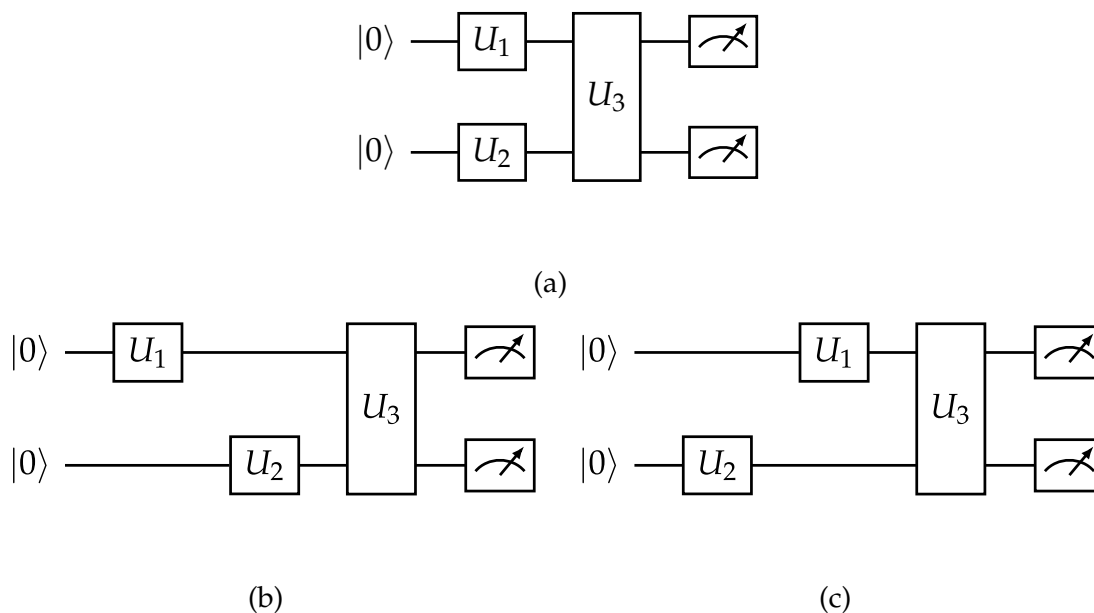 |0⟩ U₁
U₃
|0⟩ U₂
(a)
|0⟩ U₁
U₃
|0⟩ U₂
(b)
|0⟩ U₁
U₃
|0⟩ U₂
(c)